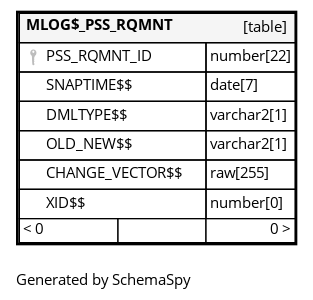 MLOG$_PSS_RQMNT [table]
PSS_RQMNT_ID number[22]
SNAPTIME$$ date[7]
DMLTYPE$$ varchar2[1]
OLD_NEW$$ varchar2[1]
CHANGE_VECTOR$$ raw[255]
XID$$ number[0]
< 0 0 >
Generated by SchemaSpy